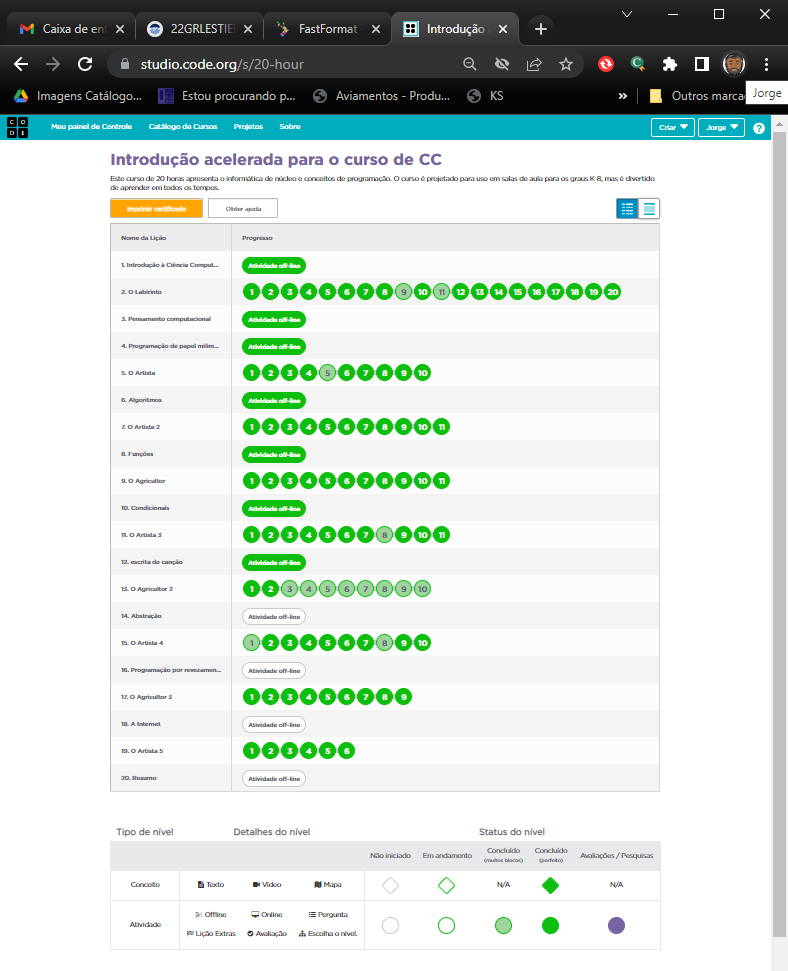 Caixa de en
22GRLESTIE
FastFormat
Introdução
studio.code.org/s/20-hour
Imagens Catálogo...
Estou procurando p...
Aviamentos - Produ...
KS
»
Outros marca
Jorge
CODE
Meu painel de Controle
Catálogo de Cursos
Projetos
Sobre
Criar
Jorge
?
Introdução acelerada para o curso de CC
Este curso de 20 horas apresenta o informática de núcleo e conceitos de programação. O curso é projetado para uso em salas de aula para os graus K-8, mas é divertido
de aprender em todos os tempos.
Imprimir certificado
Obter ajuda
Nome da Lição Progresso
1. Introdução à Ciência Comput... Atividade off-line
2. O Labirinto 1 2 3 4 5 6 7 8 9 10 11 12 13 14 15 16 17 18 19 20
3. Pensamento computacional Atividade off-line
4. Programação de papel milim... Atividade off-line
5. O Artista 1 2 3 4 5 6 7 8 9 10
6. Algoritmos Atividade off-line
7. O Artista 2 1 2 3 4 5 6 7 8 9 10 11
8. Funções Atividade off-line
9. O Agricultor 1 2 3 4 5 6 7 8 9 10 11
10. Condicionais Atividade off-line
11. O Artista 3 1 2 3 4 5 6 7 8 9 10 11
12. escrita de canção Atividade off-line
13. O Agricultor 2 1 2 3 4 5 6 7 8 9 10
14. Abstração Atividade off-line
15. O Artista 4 1 2 3 4 5 6 7 8 9 10
16. Programação por revezamen... Atividade off-line
17. O Agricultor 3 1 2 3 4 5 6 7 8 9
18. A Internet Atividade off-line
19. O Artista 5 1 2 3 4 5 6
20. Resumo Atividade off-line
Tipo de nível Detalhes do nível Status do nível
Não iniciado Em andamento Concluído (muitos blocos) Concluído (perfeito) Avaliações / Pesquisas
Conceito Texto Vídeo Mapa N/A N/A
Atividade Offline Online Pergunta
Lição Extras Avaliação Escolha o nível.